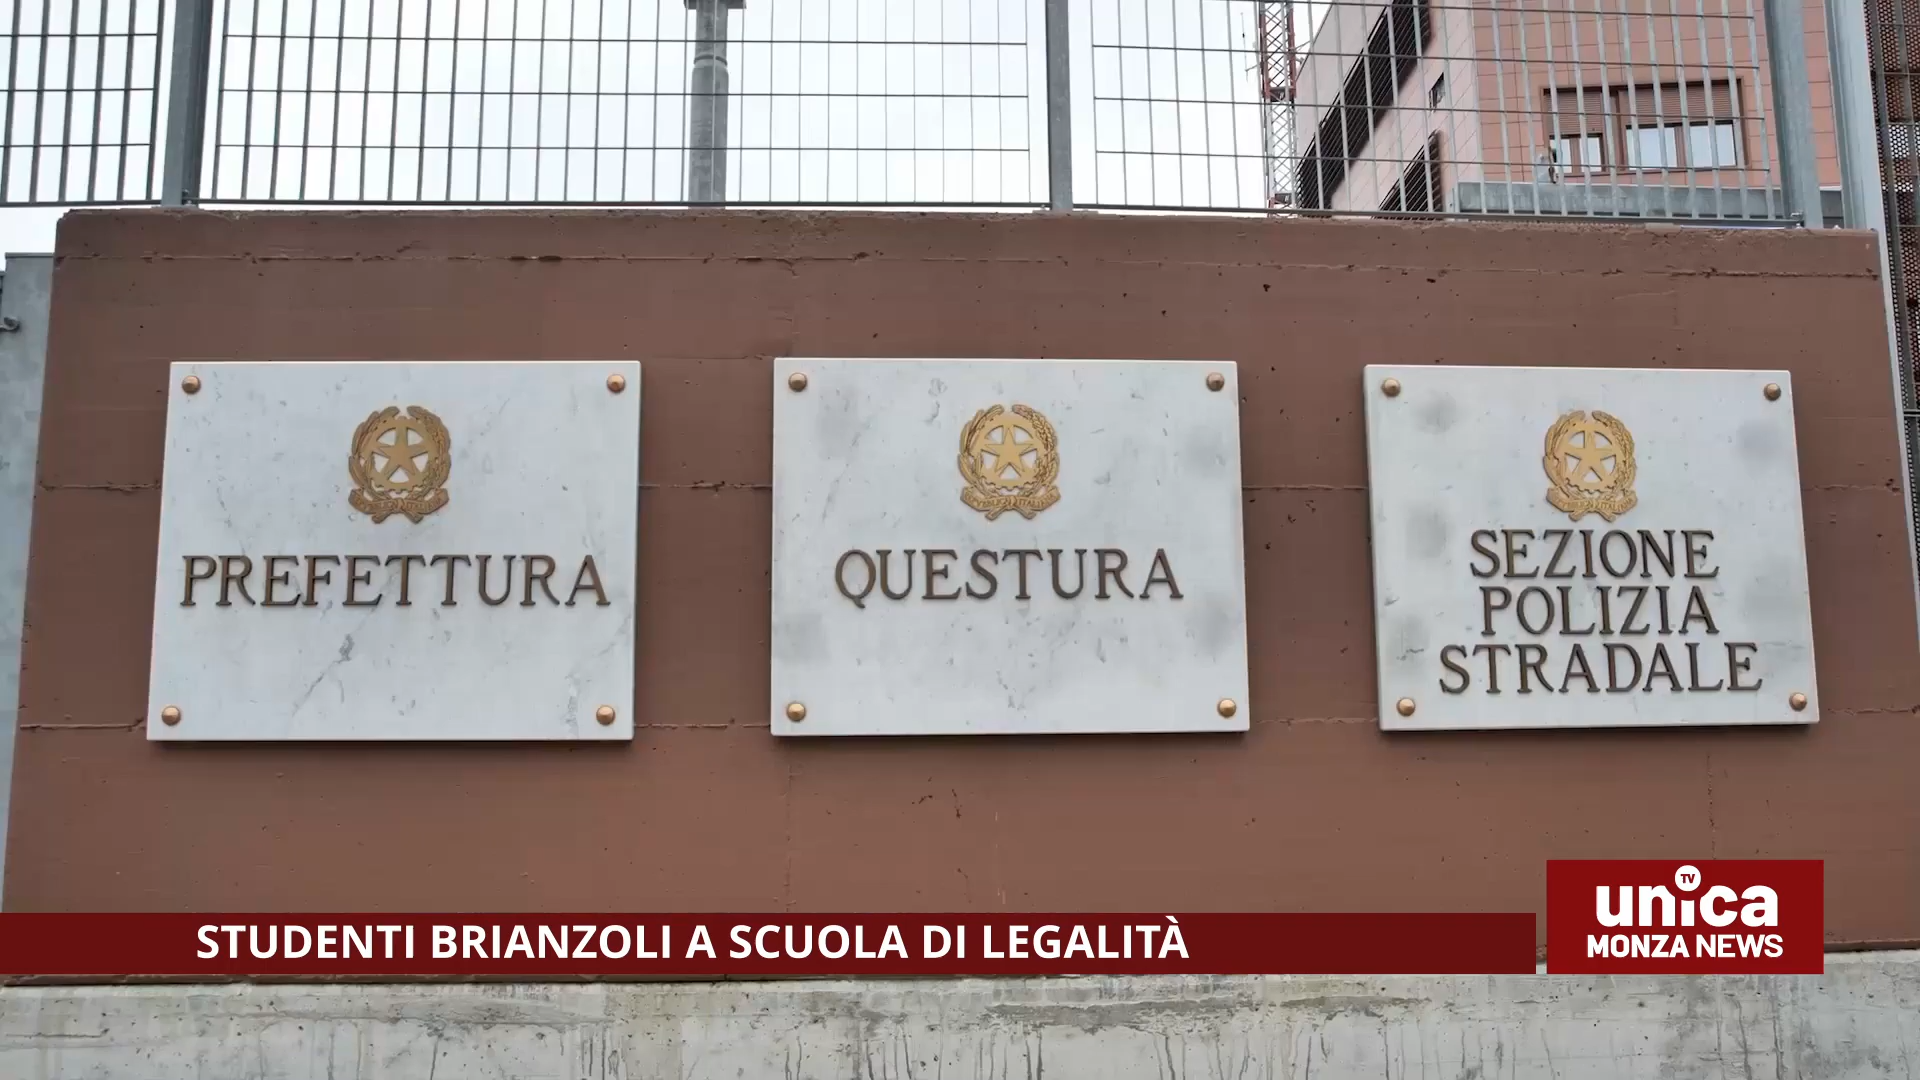 PREFETTURA
QUESTURA
SEZIONE
POLIZIA
STRADALE
STUDENTI BRIANZOLI A SCUOLA DI LEGALITÀ
TV
unica
MONZA NEWS